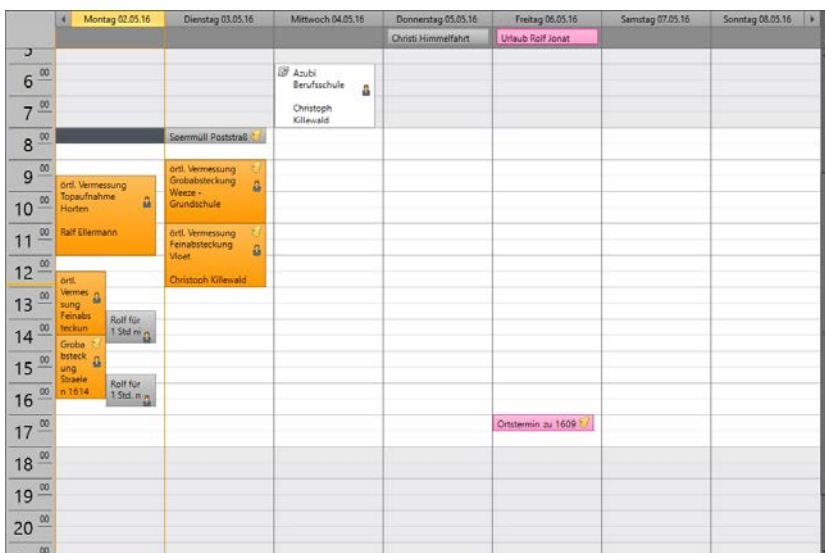 Montag 02.05.16
Dienstag 03.05.16
Mittwoch 04.05.16
Donnerstag 05.05.16
Freitag 06.05.16
Samstag 07.05.16
Sonntag 08.05.16
Christi Himmelfahrt
Urlaub Rolf Jonat
5
6 00
7 00
8 00
9 00
10 00
11 00
12 00
13 00
14 00
15 00
16 00
17 00
18 00
19 00
20 00
00
örtl. Vermessung
Topaufnahme
Horten
Ralf Ellermann
örtl.
Vermes
sung
Feinabs
teckun
Rolf für
1 Std ni
Groba
bsteck
ung
Straele
n 1614
Rolf für
1 Std. n
Sperrmüll Poststraß
örtl. Vermessung
Grobabsteckung
Weeze -
Grundschule
örtl. Vermessung
Feinabsteckung
Vloet
Christoph Killewald
Azubi
Berufsschule
Christoph
Killewald
Ortstermin zu 1609